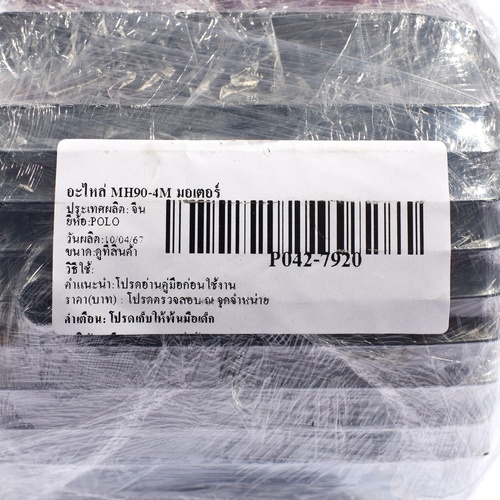 อะไหล่ MH90-4M มอเตอร์
ประเทศผลิต: จีน
ยี่ห้อ:POLO
วันผลิต:10/04/67
ขนาด:ดูที่สินค้า
วิธีใช้:
P042-7920
คำแนะนำ:โปรดอ่านคู่มือก่อนใช้งาน
ราคา(บาท) : โปรดตรวจสอบ ณ จุดจำหน่าย
คำเตือน: โปรดเก็บให้พ้นมือเด็ก